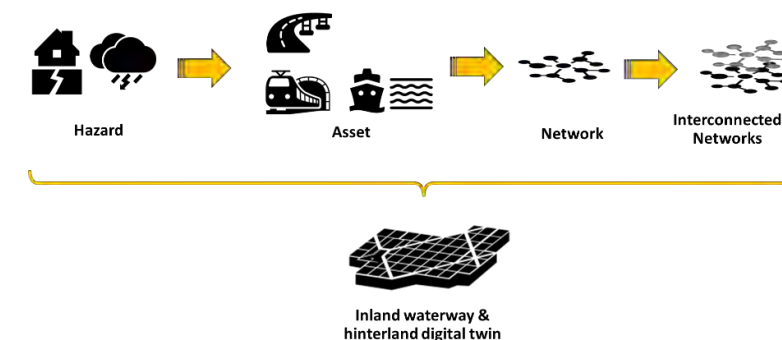 Hazard
Asset
Network
Interconnected
Networks
Inland waterway &
hinterland digital twin